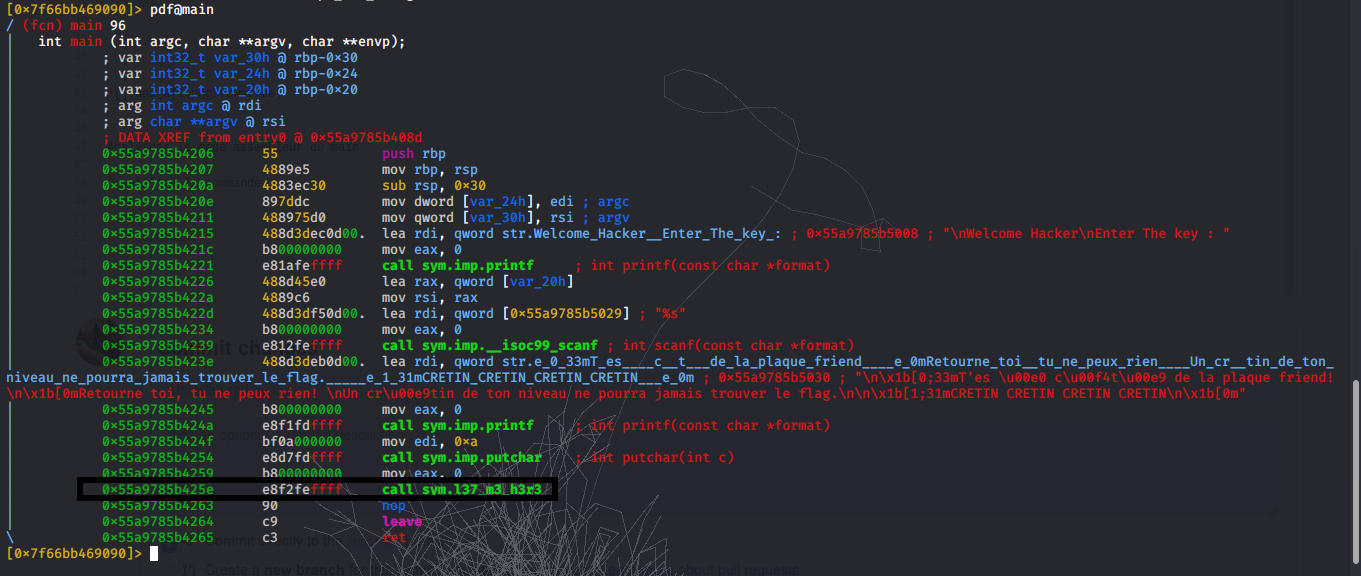 [0×7f66bb469090]> pdf@main
/ (fcn) main 96
int main (int argc, char **argv, char **envp);
; var int32_t var_30h @ rbp-0×30
; var int32_t var_24h @ rbp-0×24
; var int32_t var_20h @ rbp-0×20
; arg int argc @ rdi
; arg char **argv @ rsi
; DATA XREF from entry0 @ 0×55a9785b408d
0×55a9785b4206 55 push rbp
0×55a9785b4207 4889e5 mov rbp, rsp
0×55a9785b420a 4883ec30 sub rsp, 0×30
0×55a9785b420e 897ddc mov dword [var_24h], edi ; argc
0×55a9785b4211 488975d0 mov qword [var_30h], rsi ; argv
0×55a9785b4215 488d3dec0d00. lea rdi, qword str.Welcome_Hacker__Enter_The_key_: ; 0×55a9785b5008 ; "\nWelcome Hacker\nEnter The key : "
0×55a9785b421c b800000000 mov eax, 0
0×55a9785b4221 e81afeffff call sym.imp.printf ; int printf(const char *format)
0×55a9785b4226 488d45e0 lea rax, qword [var_20h]
0×55a9785b422a 4889c6 mov rsi, rax
0×55a9785b422d 488d3df50d00. lea rdi, qword [0×55a9785b5029] ; "%s"
0×55a9785b4234 b800000000 mov eax, 0
0×55a9785b4239 e812feffff call sym.imp.__isoc99_scanf ; int scanf(const char *format)
0×55a9785b423e 488d3deb0d00. lea rdi, qword str.e_0_33mT_es____c__t___de_la_plaque_friend____e_0mRetourne_toi__tu_ne_peux_rien____Un_cr__tin_de_ton_
niveau_ne_pourra_jamais_trouver_le_flag._____e_1_31mCRETIN_CRETIN_CRETIN_CRETIN___e_0m ; 0×55a9785b5030 ; "\n\x1b[0;33mT'es \u00e0 c\u00f4t\u00e9 de la plaque friend!
\n\x1b[0mRetourne toi, tu ne peux rien! \nUn cr\u00e9tin de ton niveau ne pourra jamais trouver le flag.\n\n\x1b[1;31mCRETIN CRETIN CRETIN CRETIN\n\x1b[0m"
0×55a9785b4245 b800000000 mov eax, 0
0×55a9785b424a e8f1fdffff call sym.imp.printf ; int printf(const char *format)
0×55a9785b424f bf0a000000 mov edi, 0×a
0×55a9785b4254 e8d7fdffff call sym.imp.putchar ; int putchar(int c)
0×55a9785b4259 b800000000 mov eax, 0
0×55a9785b425e e8f2feffff call sym.l37_m3_h3r3
0×55a9785b4263 90 nop
0×55a9785b4264 c9 leave
\ 0×55a9785b4265 c3 ret
[0×7f66bb469090]>